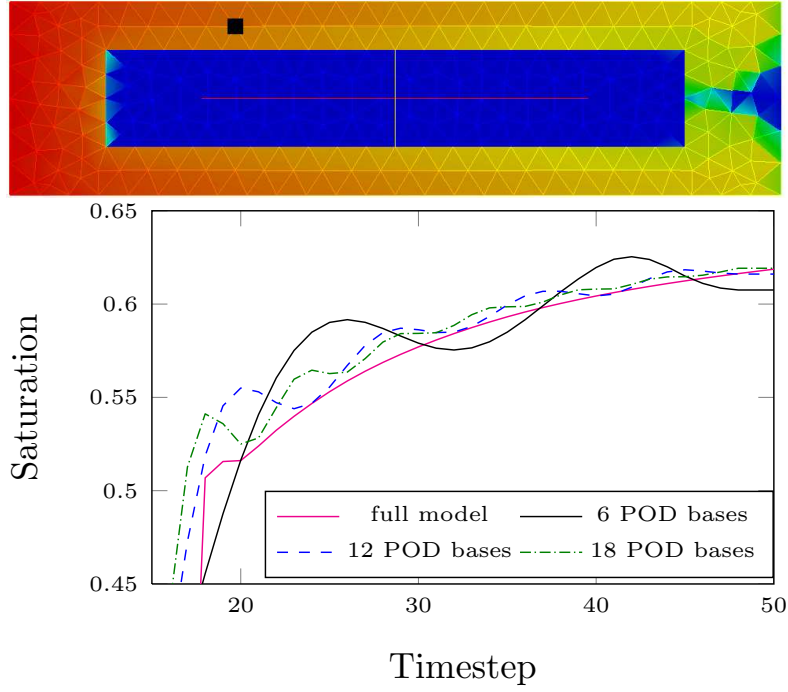 0.65
0.6
0.55
0.5
0.45
Saturation
full model
6 POD bases
12 POD bases
18 POD bases
20
30
40
50
Timestep